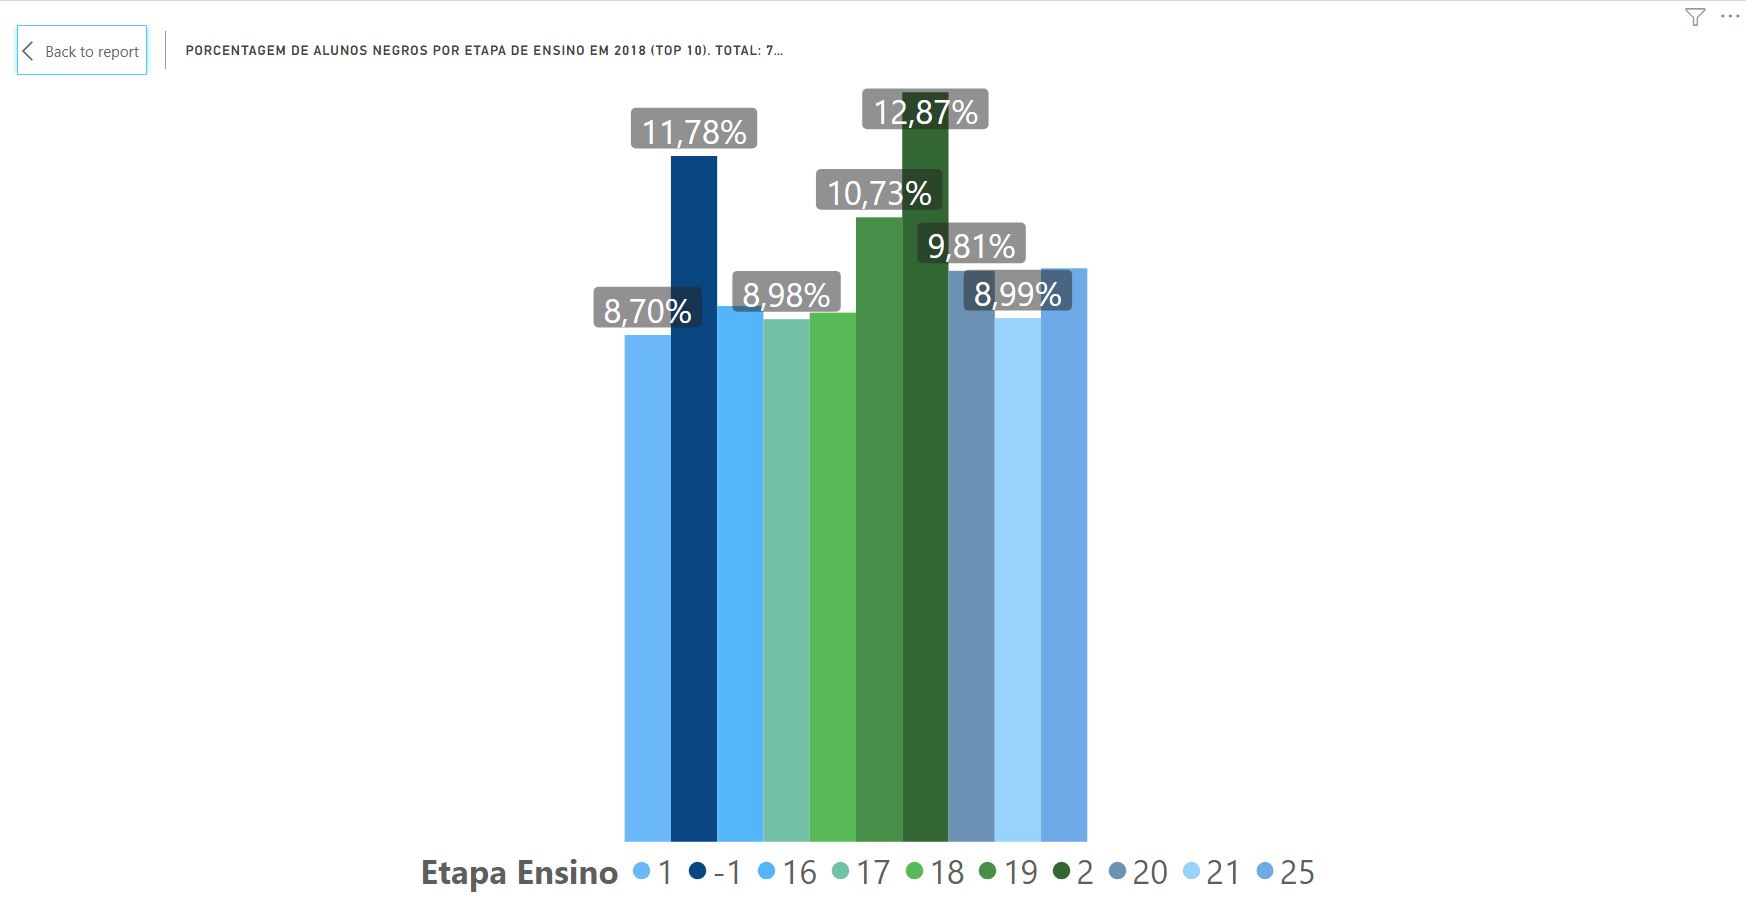 Back to report
PORCENTAGEM DE ALUNOS NEGROS POR ETAPA DE ENSINO EM 2018 (TOP 10). TOTAL: 7...
12,87%
11,78%
10,73%
9,81%
8,70%
8,98%
8,99%
Etapa Ensino 1 -1 16 17 18 19 2 20 21 25